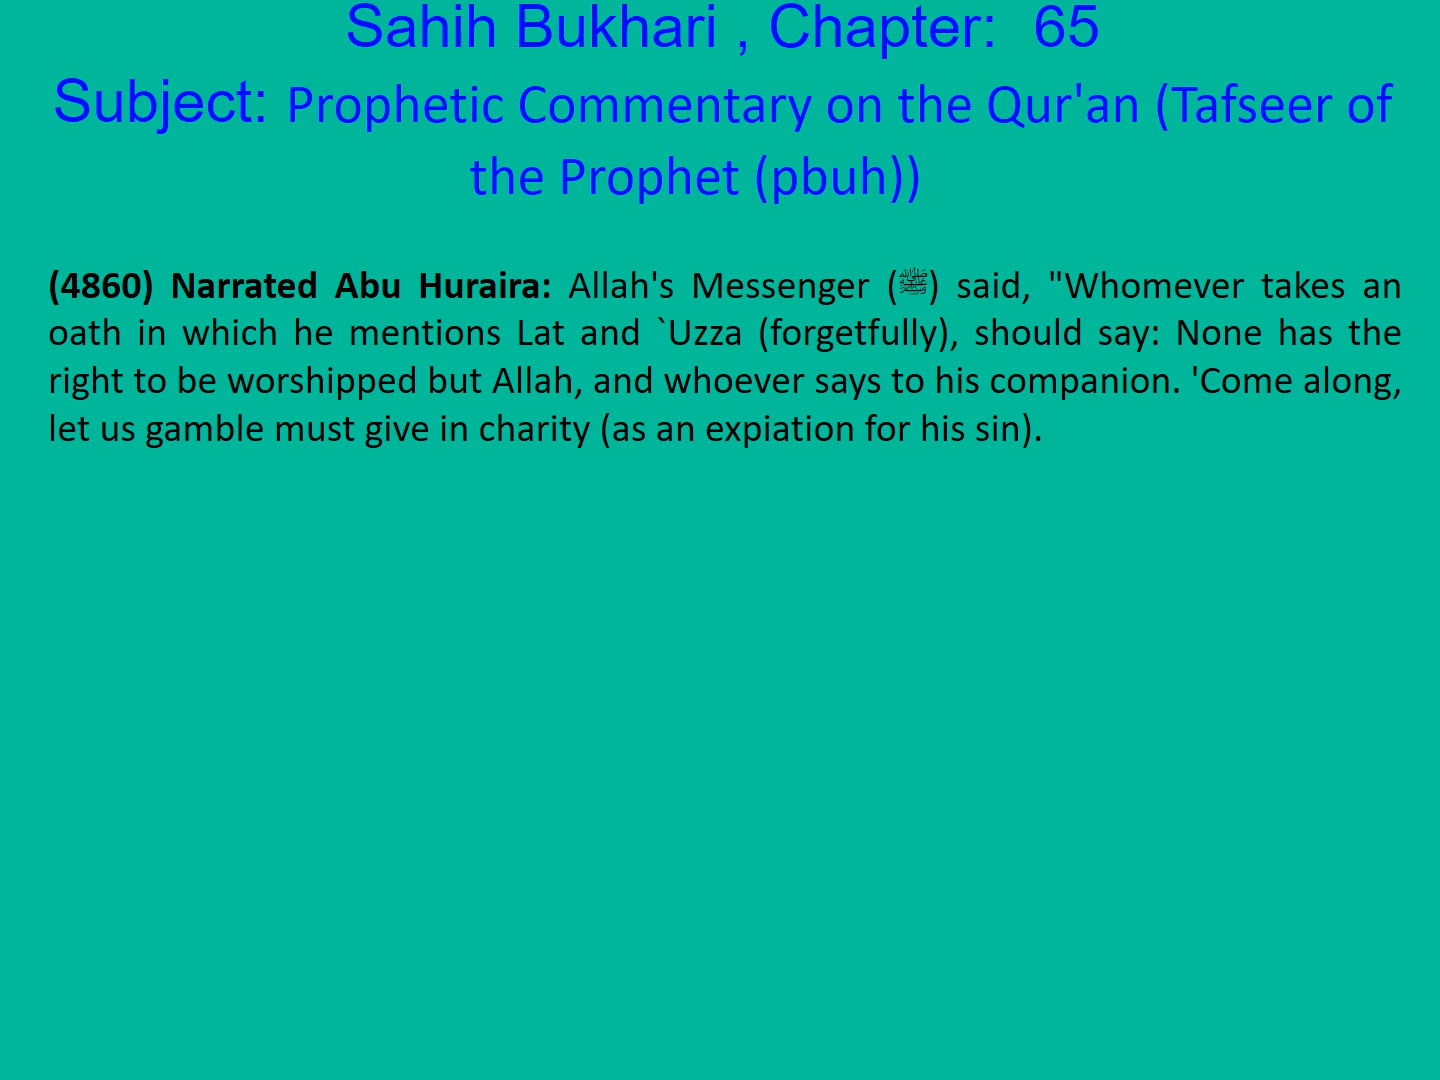 Sahih Bukhari , Chapter:  65
Subject: Prophetic Commentary on the Qur'an (Tafseer of
the Prophet (pbuh))
(4860) Narrated Abu Huraira: Allah's Messenger (ﷺ) said, "Whomever takes an
oath in which he mentions Lat and `Uzza (forgetfully), should say: None has the
right to be worshipped but Allah, and whoever says to his companion. 'Come along,
let us gamble must give in charity (as an expiation for his sin).